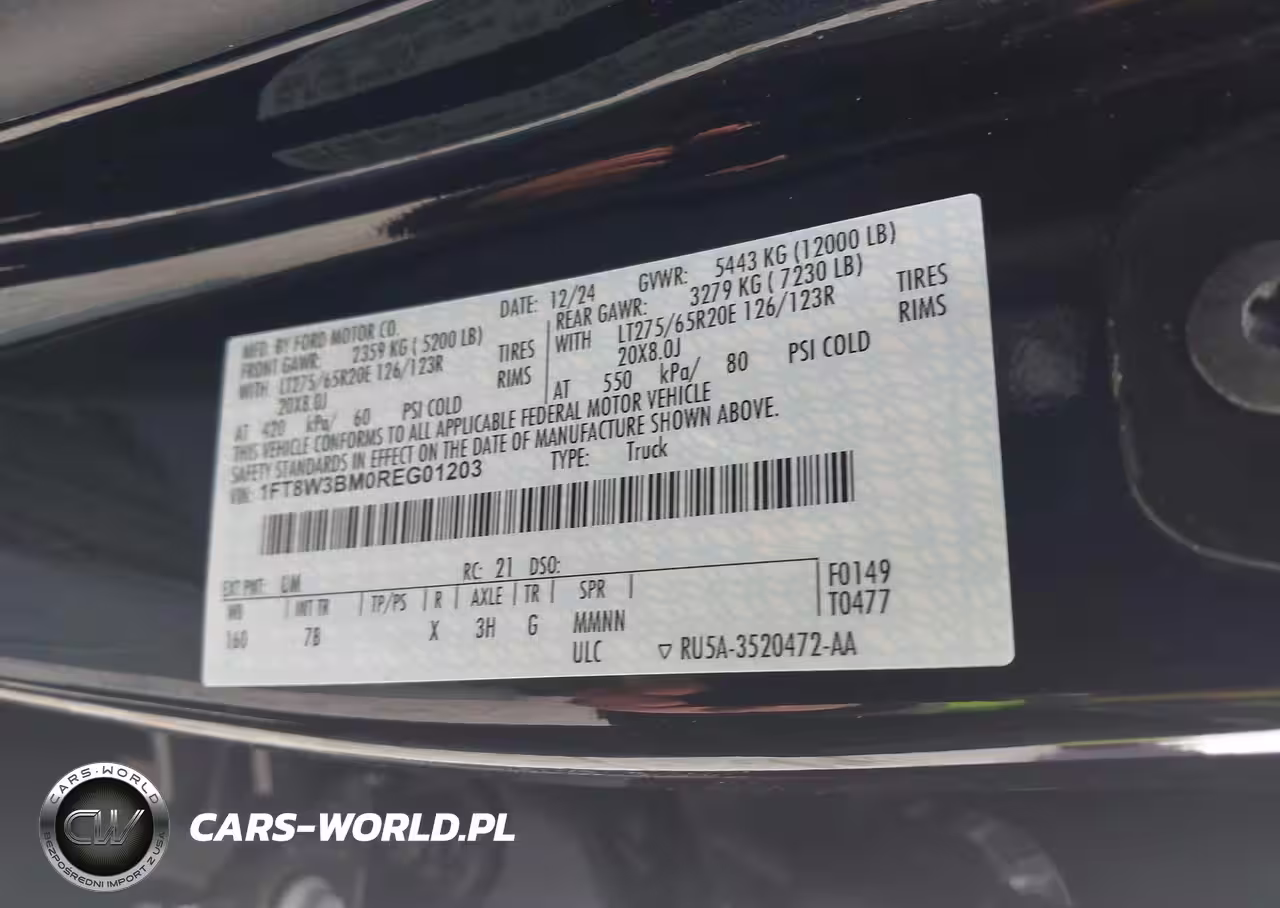 MFD. BY FORD MOTOR CO.
DATE: 12/24
GVWR: 5443 KG (12000 LB)
FRONT GAWR: 2359 KG ( 5200 LB)
REAR GAWR: 3279 KG ( 7230 LB)
WITH LT275/65R20E 126/123R TIRES
WITH LT275/65R20E 126/123R TIRES
20X8.0J RIMS
20X8.0J RIMS
AT 420 kPa/ 60 PSI COLD
AT 550 kPa/ 80 PSI COLD
THIS VEHICLE CONFORMS TO ALL APPLICABLE FEDERAL MOTOR VEHICLE
SAFETY STANDARDS IN EFFECT ON THE DATE OF MANUFACTURE SHOWN ABOVE.
VIN: 1FT8W3BM0REG01203
TYPE: Truck
EXT PNT: UM RC: 21 DSO:
WB INT TR TP/PS R AXLE TR SPR
160 7B X 3H G MMNN
ULC
F0149
T0477
▽ RU5A-3520472-AA
CARS-WORLD
CW
BEZPOŚREDNI IMPORT Z USA
CARS-WORLD.PL